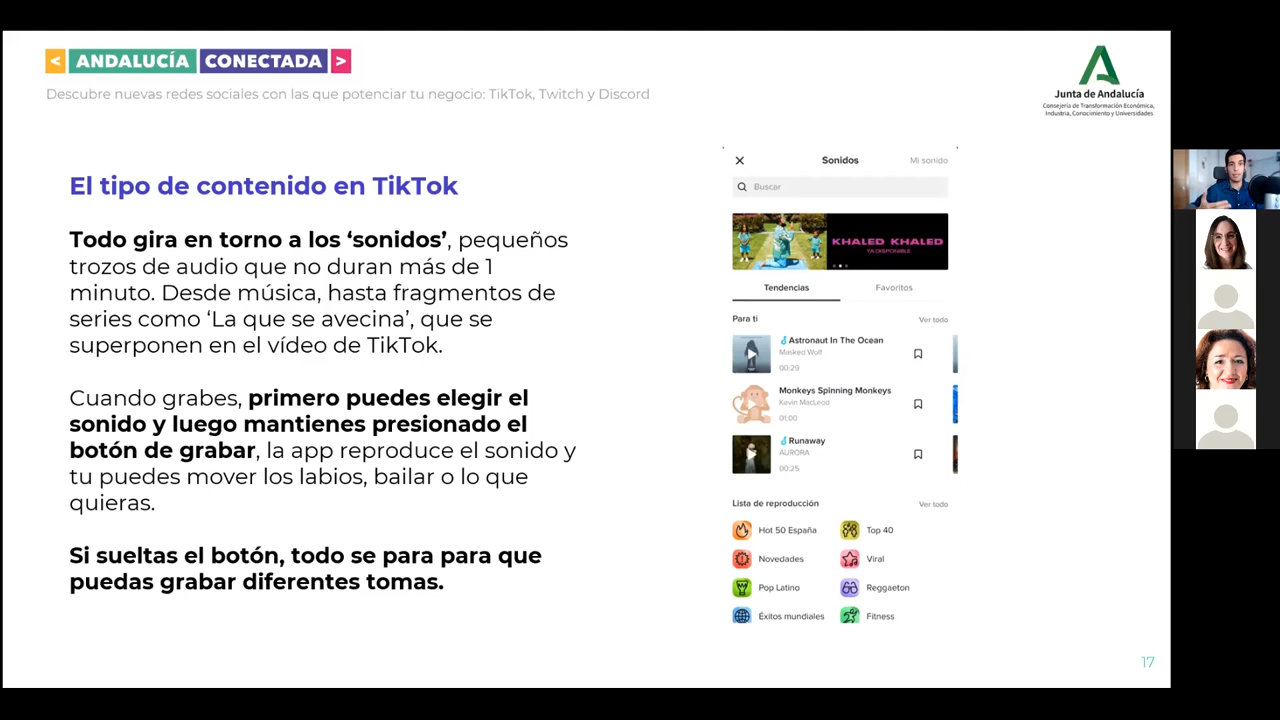 < ANDALUCÍA CONECTADA >
Descubre nuevas redes sociales con las que potenciar tu negocio: TikTok, Twitch y Discord
Junta de Andalucía
Consejería de Transformación Económica,
Industria, Conocimiento y Universidades
El tipo de contenido en TikTok
Todo gira en torno a los ‘sonidos’, pequeños
trozos de audio que no duran más de 1
minuto. Desde música, hasta fragmentos de
series como ‘La que se avecina’, que se
superponen en el vídeo de TikTok.
Cuando grabes, primero puedes elegir el
sonido y luego mantienes presionado el
botón de grabar, la app reproduce el sonido y
tu puedes mover los labios, bailar o lo que
quieras.
Si sueltas el botón, todo se para para que
puedas grabar diferentes tomas.
Sonidos
Mi sonido
Buscar
KHALED KHALED
YA DISPONIBLE
Tendencias
Favoritos
Para ti
Ver todo
Astronaut In The Ocean
Masked Wolf
00:29
Monkeys Spinning Monkeys
Kevin MacLeod
01:00
Runaway
AURORA
00:25
Lista de reproducción
Ver todo
Hot 50 España
Top 40
Novedades
Viral
Pop Latino
Reggaeton
Éxitos mundiales
Fitness
17